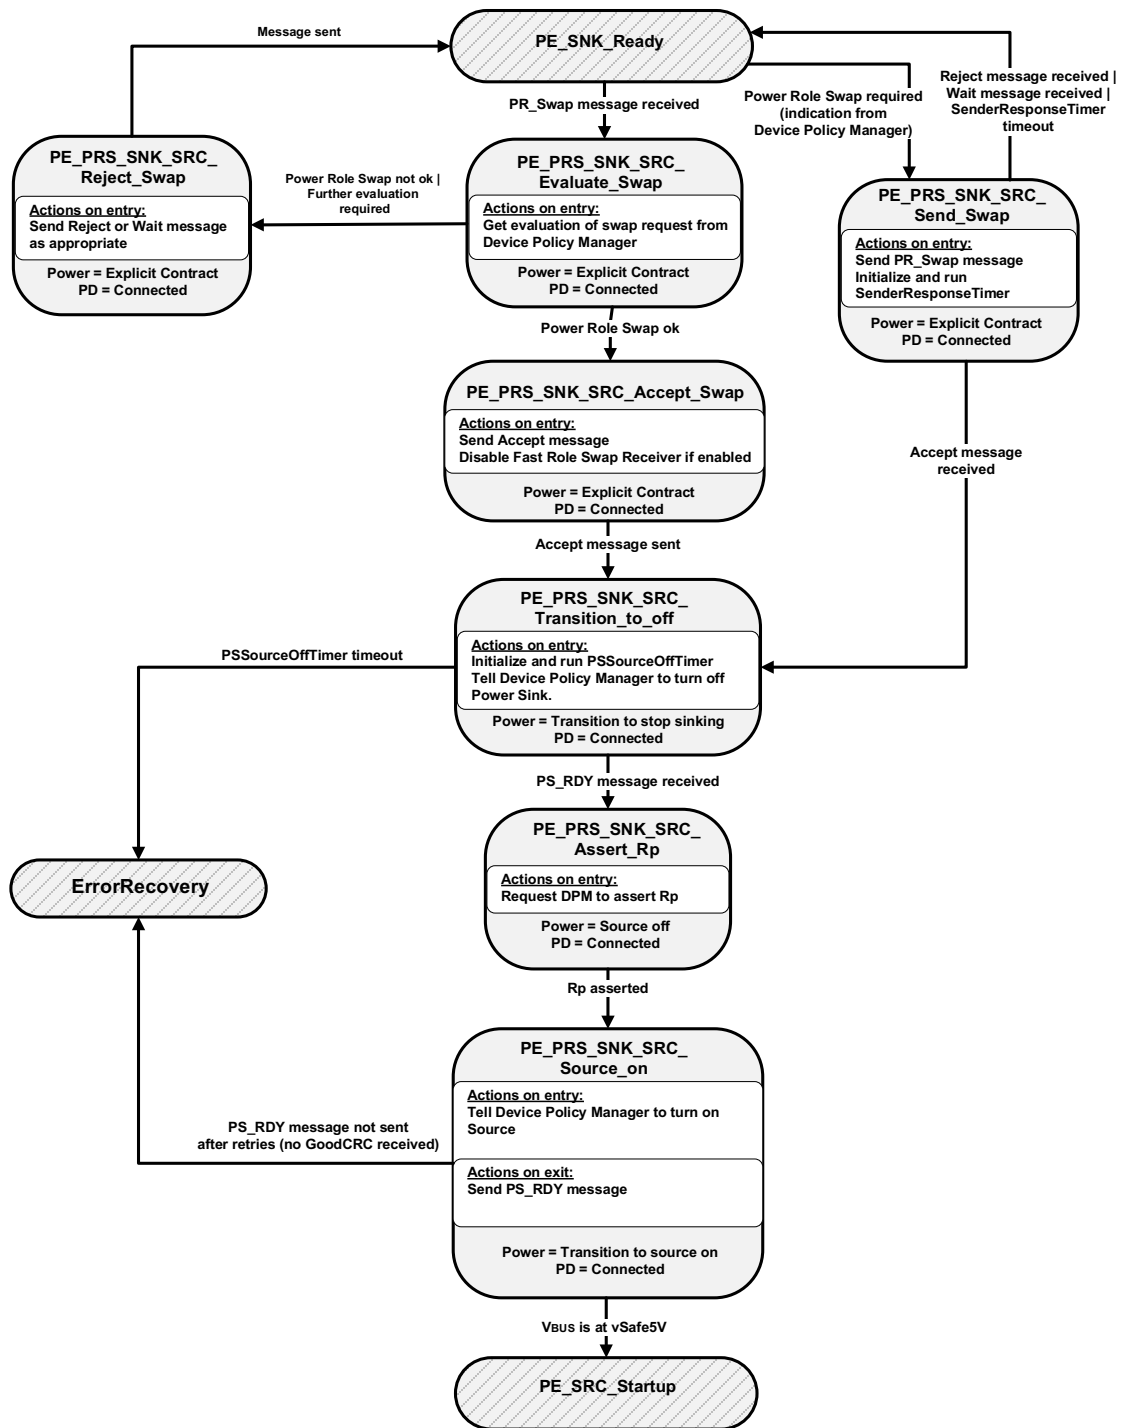 Message sent
PE_SNK_Ready
PR_Swap message received
Power Role Swap required
(indication from
Device Policy Manager)
Reject message received |
Wait message received |
SenderResponseTimer
timeout
PE_PRS_SNK_SRC_
Reject_Swap
Actions on entry:
Send Reject or Wait message
as appropriate
Power = Explicit Contract
PD = Connected
Power Role Swap not ok |
Further evaluation
required
PE_PRS_SNK_SRC_
Evaluate_Swap
Actions on entry:
Get evaluation of swap request from
Device Policy Manager
Power = Explicit Contract
PD = Connected
PE_PRS_SNK_SRC_
Send_Swap
Actions on entry:
Send PR_Swap message
Initialize and run
SenderResponseTimer
Power = Explicit Contract
PD = Connected
Power Role Swap ok
PE_PRS_SNK_SRC_Accept_Swap
Actions on entry:
Send Accept message
Disable Fast Role Swap Receiver if enabled
Power = Explicit Contract
PD = Connected
Accept message
received
Accept message sent
PE_PRS_SNK_SRC_
Transition_to_off
Actions on entry:
Initialize and run PSSourceOffTimer
Tell Device Policy Manager to turn off
Power Sink.
Power = Transition to stop sinking
PD = Connected
PSSourceOffTimer timeout
PS_RDY message received
PE_PRS_SNK_SRC_
Assert_Rp
Actions on entry:
Request DPM to assert Rp
Power = Source off
PD = Connected
ErrorRecovery
Rp asserted
PE_PRS_SNK_SRC_
Source_on
Actions on entry:
Tell Device Policy Manager to turn on
Source
Actions on exit:
Send PS_RDY message
Power = Transition to source on
PD = Connected
PS_RDY message not sent
after retries (no GoodCRC received)
VBUS is at vSafe5V
PE_SRC_Startup